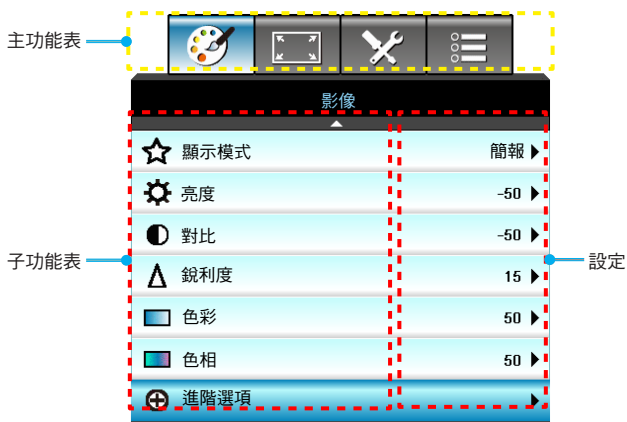 主功能表
影像
顯示模式 簡報
亮度 -50
對比 -50
子功能表
銳利度 15
設定
色彩 50
色相 50
進階選項